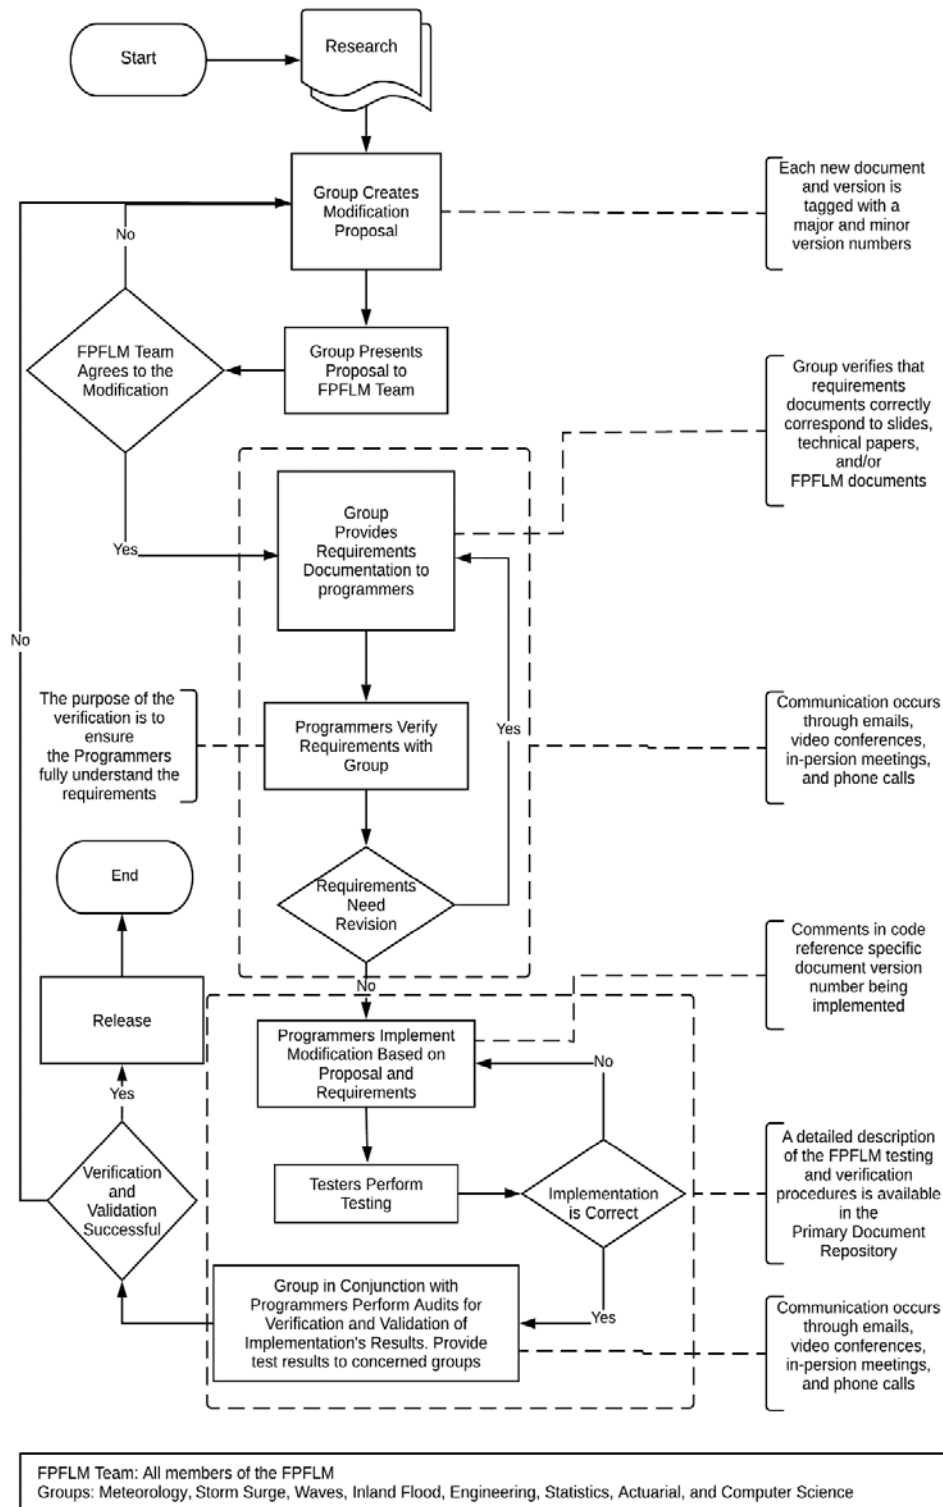 Start
Research
Group Creates
Modification
Proposal
Each new document
and version is
tagged with a
major and minor
version numbers
No
FPFLM Team
Agrees to the
Modification
Group Presents
Proposal to
FPFLM Team
Group verifies that
requirements
documents correctly
correspond to slides,
technical papers,
and/or
FPFLM documents
Yes
Group
Provides
Requirements
Documentation to
programmers
No
The purpose of the
verification is to
ensure
the Programmers
fully understand the
requirements
Programmers Verify
Requirements with
Group
Yes
Communication occurs
through emails,
video conferences,
in-persion meetings,
and phone calls
End
Requirements
Need
Revision
No
Comments in code
reference specific
document version
number being
implemented
Release
Programmers Implement
Modification Based on
Proposal and
Requirements
No
Yes
Verification
and
Validation
Successful
Testers Perform
Testing
Implementation
is Correct
A detailed description
of the FPFLM testing
and verification
procedures is available
in the
Primary Document
Repository
Yes
Group in Conjunction with
Programmers Perform Audits for
Verification and Validation of
Implementation's Results. Provide
test results to concerned groups
Communication occurs
through emails,
video conferences,
in-persion meetings,
and phone calls
FPFLM Team: All members of the FPFLM
Groups: Meteorology, Storm Surge, Waves, Inland Flood, Engineering, Statistics, Actuarial, and Computer Science